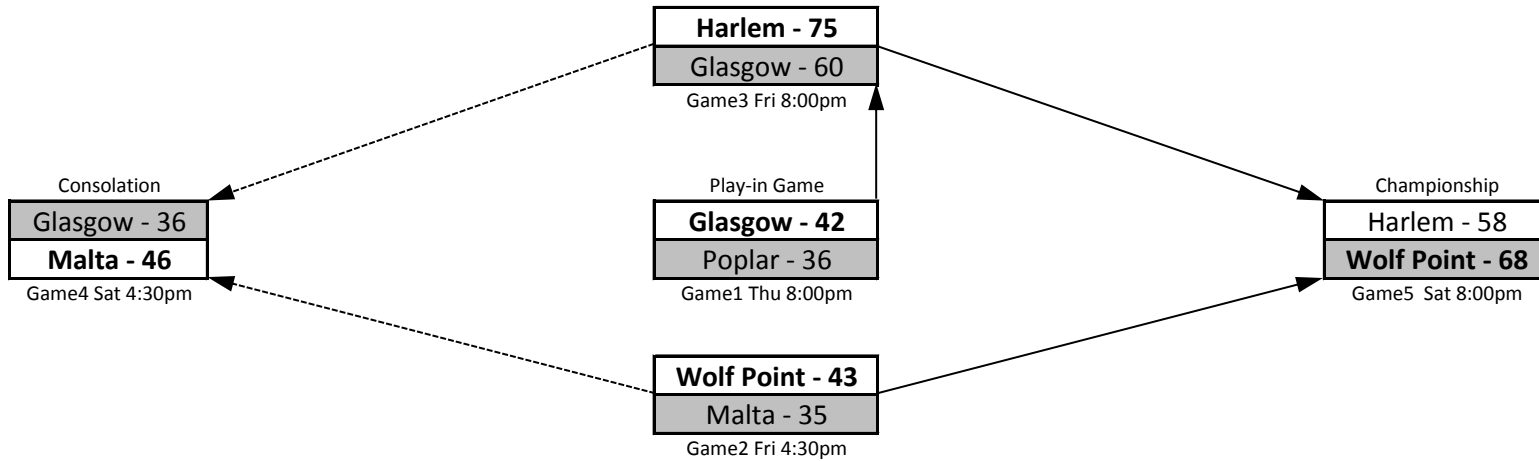 Harlem - 75
Glasgow - 60
Game3 Fri 8:00pm
Consolation
Glasgow - 36
Malta - 46
Game4 Sat 4:30pm
Play-in Game
Glasgow - 42
Poplar - 36
Game1 Thu 8:00pm
Championship
Harlem - 58
Wolf Point - 68
Game5  Sat 8:00pm
Wolf Point - 43
Malta - 35
Game2 Fri 4:30pm